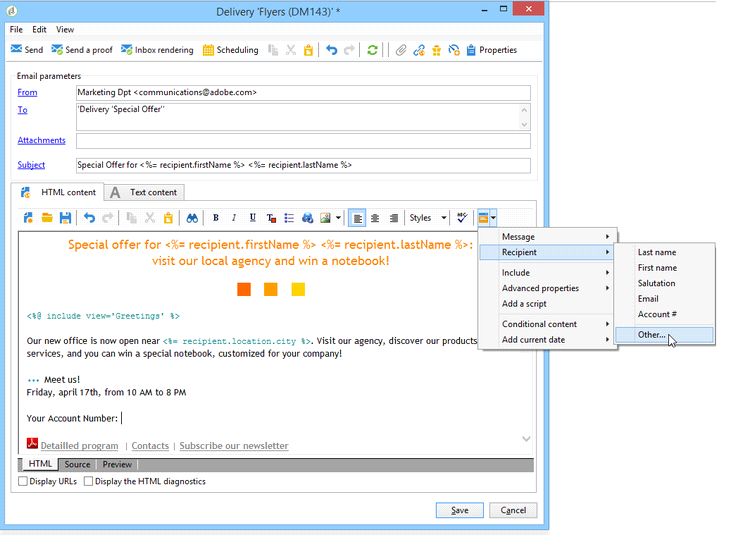 Delivery 'Flyers (DM143)' *
File Edit View
Send Send a proof Inbox rendering Scheduling Properties
Email parameters
From Marketing Dpt <communications@adobe.com>
To 'Delivery 'Special Offer''
Attachments
Subject Special Offer for <%= recipient.firstName %> <%= recipient.lastName %>
HTML content Text content
B I U Styles
Special offer for <%= recipient.firstName %> <%= recipient.lastName %>:
visit our local agency and win a notebook!
<%@ include view='Greetings' %>
Our new office is now open near <%= recipient.location.city %>. Visit our agency, discover our products
services, and you can win a special notebook, customized for your company!
Meet us!
Friday, april 17th, from 10 AM to 8 PM
Your Account Number:
Detailled program | Contacts | Subscribe our newsletter
HTML Source Preview
Display URLs Display the HTML diagnostics
Save Cancel
Message
Recipient
Include
Advanced properties
Add a script
Conditional content
Add current date
Last name
First name
Salutation
Email
Account #
Other...